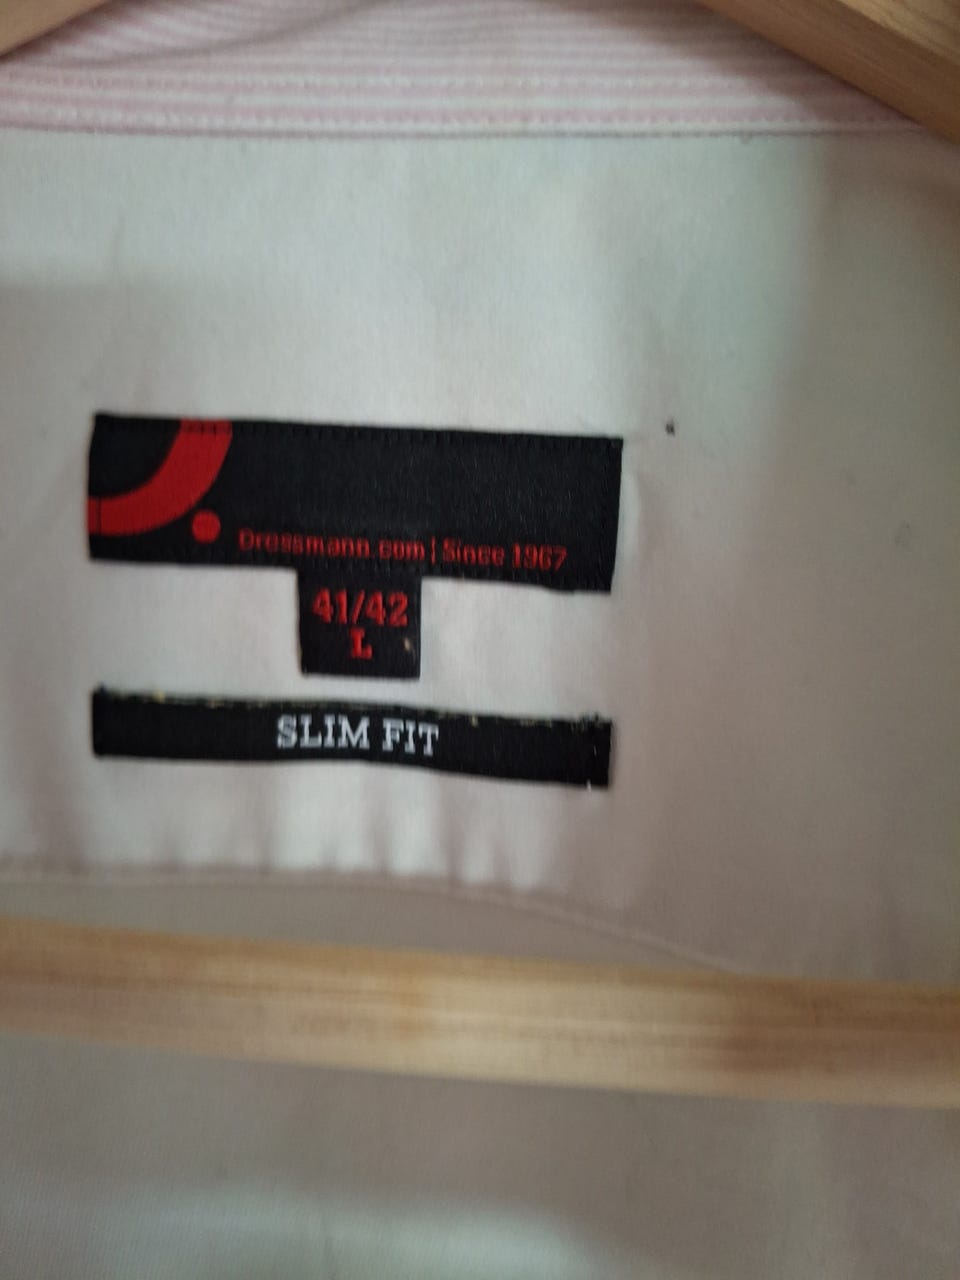 Dressmann.com | Since 1967
41/42
L
SLIM FIT